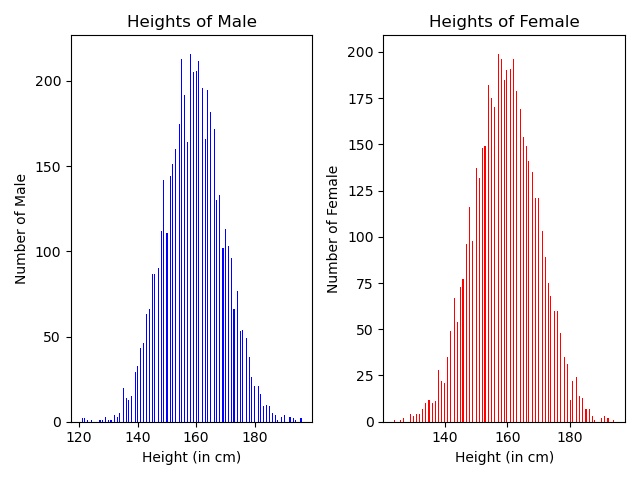 Heights of Male
Number of Male
200
150
100
50
0
120 140 160 180
Height (in cm)
Heights of Female
Number of Female
200
175
150
125
100
75
50
25
0
140 160 180
Height (in cm)